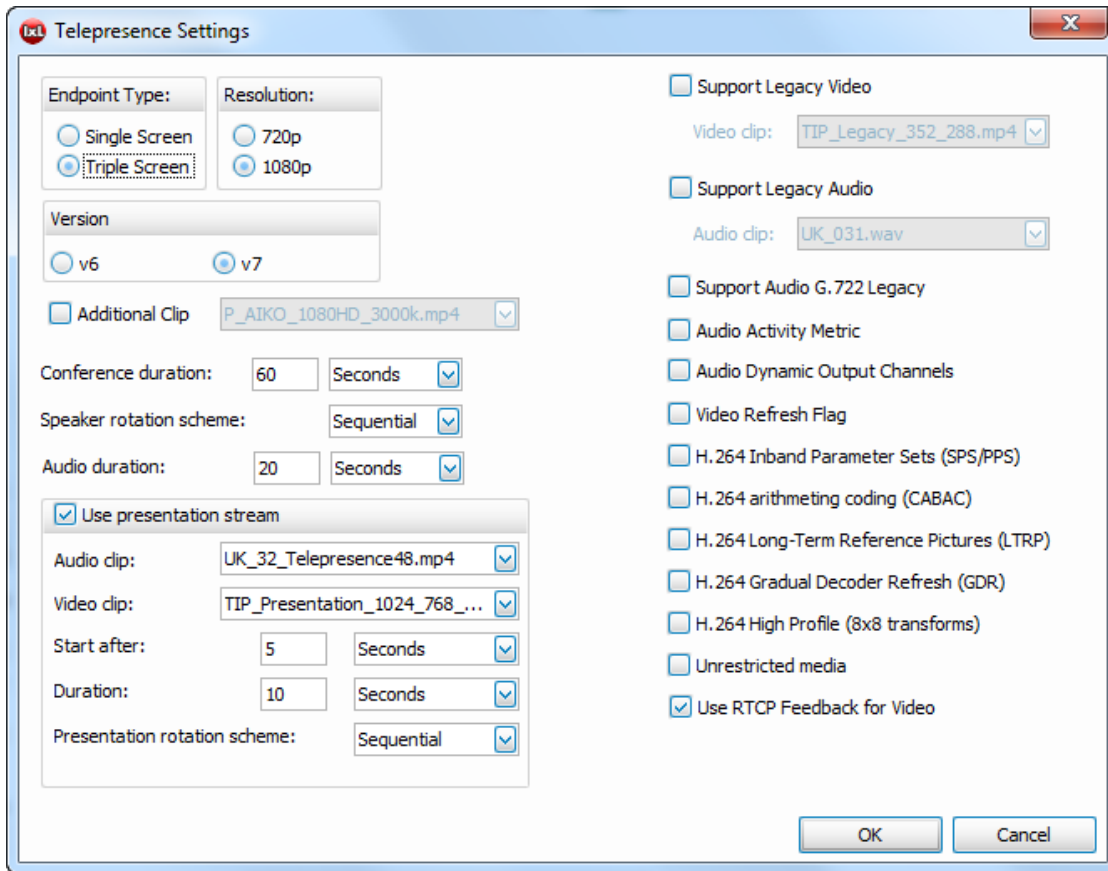 IxL Telepresence Settings
Endpoint Type:
Single Screen
Triple Screen
Resolution:
720p
1080p
Version
v6 v7
Additional Clip P_AIKO_1080HD_3000k.mp4
Conference duration: 60 Seconds
Speaker rotation scheme: Sequential
Audio duration: 20 Seconds
Use presentation stream
Audio clip: UK_32_Telepresence48.mp4
Video clip: TIP_Presentation_1024_768_...
Start after: 5 Seconds
Duration: 10 Seconds
Presentation rotation scheme: Sequential
Support Legacy Video
Video clip: TIP_Legacy_352_288.mp4
Support Legacy Audio
Audio clip: UK_031.wav
Support Audio G.722 Legacy
Audio Activity Metric
Audio Dynamic Output Channels
Video Refresh Flag
H.264 Inband Parameter Sets (SPS/PPS)
H.264 arithmeting coding (CABAC)
H.264 Long-Term Reference Pictures (LTRP)
H.264 Gradual Decoder Refresh (GDR)
H.264 High Profile (8x8 transforms)
Unrestricted media
Use RTCP Feedback for Video
OK Cancel